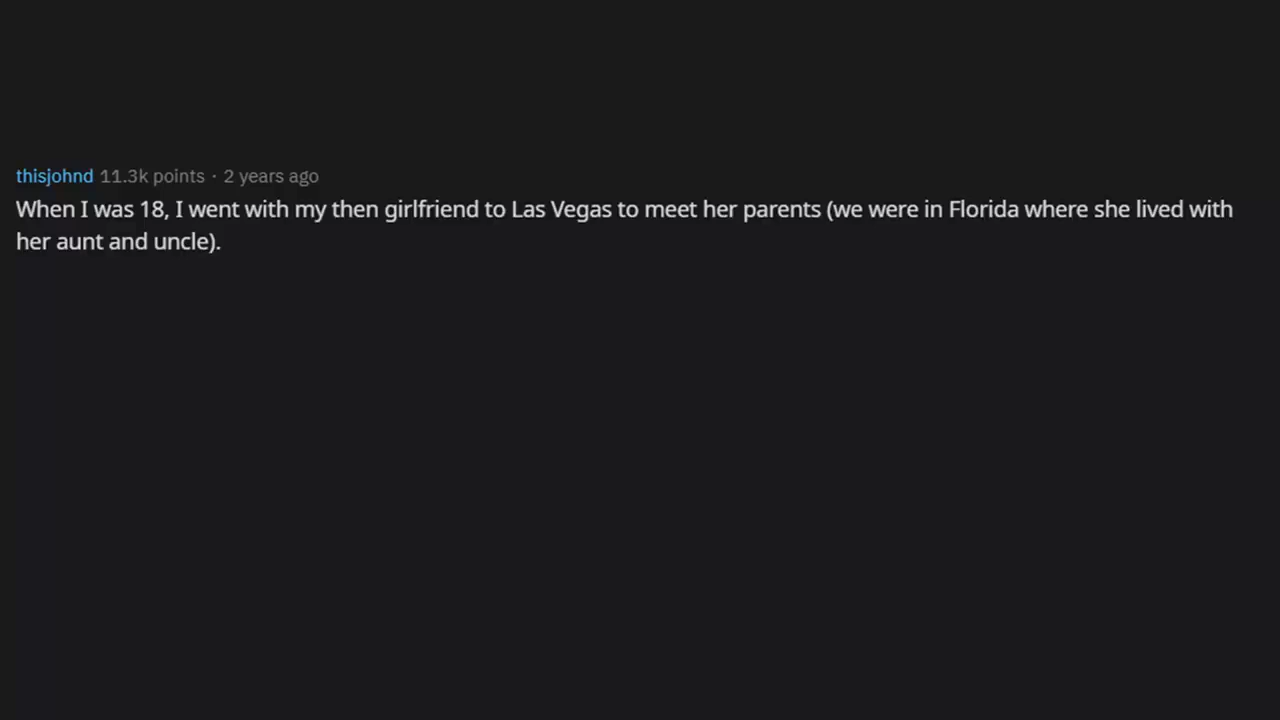 thisjohnd 11.3k points · 2 years ago
When I was 18, I went with my then girlfriend to Las Vegas to meet her parents (we were in Florida where she lived with
her aunt and uncle).